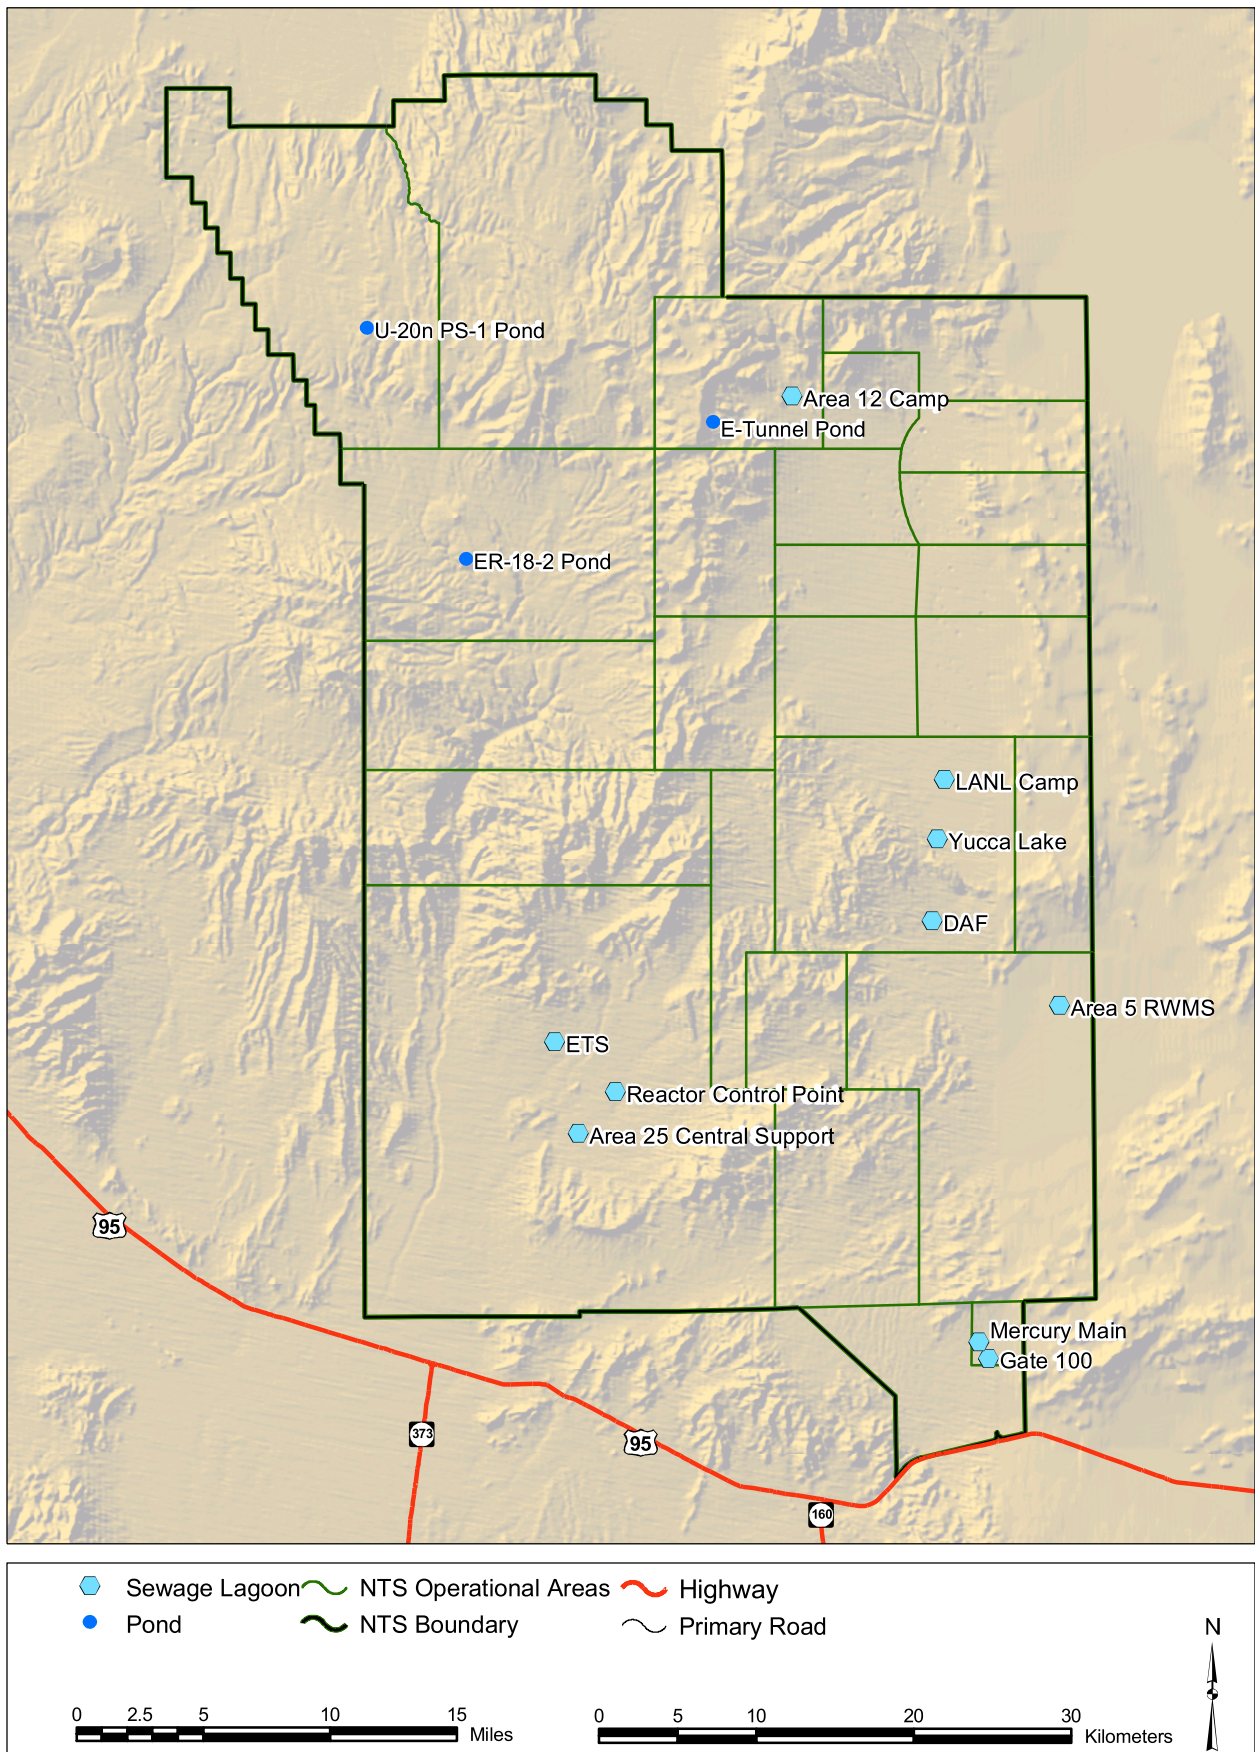 U-20n PS-1 Pond
Area 12 Camp
E-Tunnel Pond
ER-18-2 Pond
LANL Camp
Yucca Lake
DAF
Area 5 RWMS
ETS
Reactor Control Point
Area 25 Central Support
95
Mercury Main
Gate 100
373
95
160
Sewage Lagoon
NTS Operational Areas
Highway
Pond
NTS Boundary
Primary Road
N
0 2.5 5 10 15
Miles
0 5 10 20 30
Kilometers